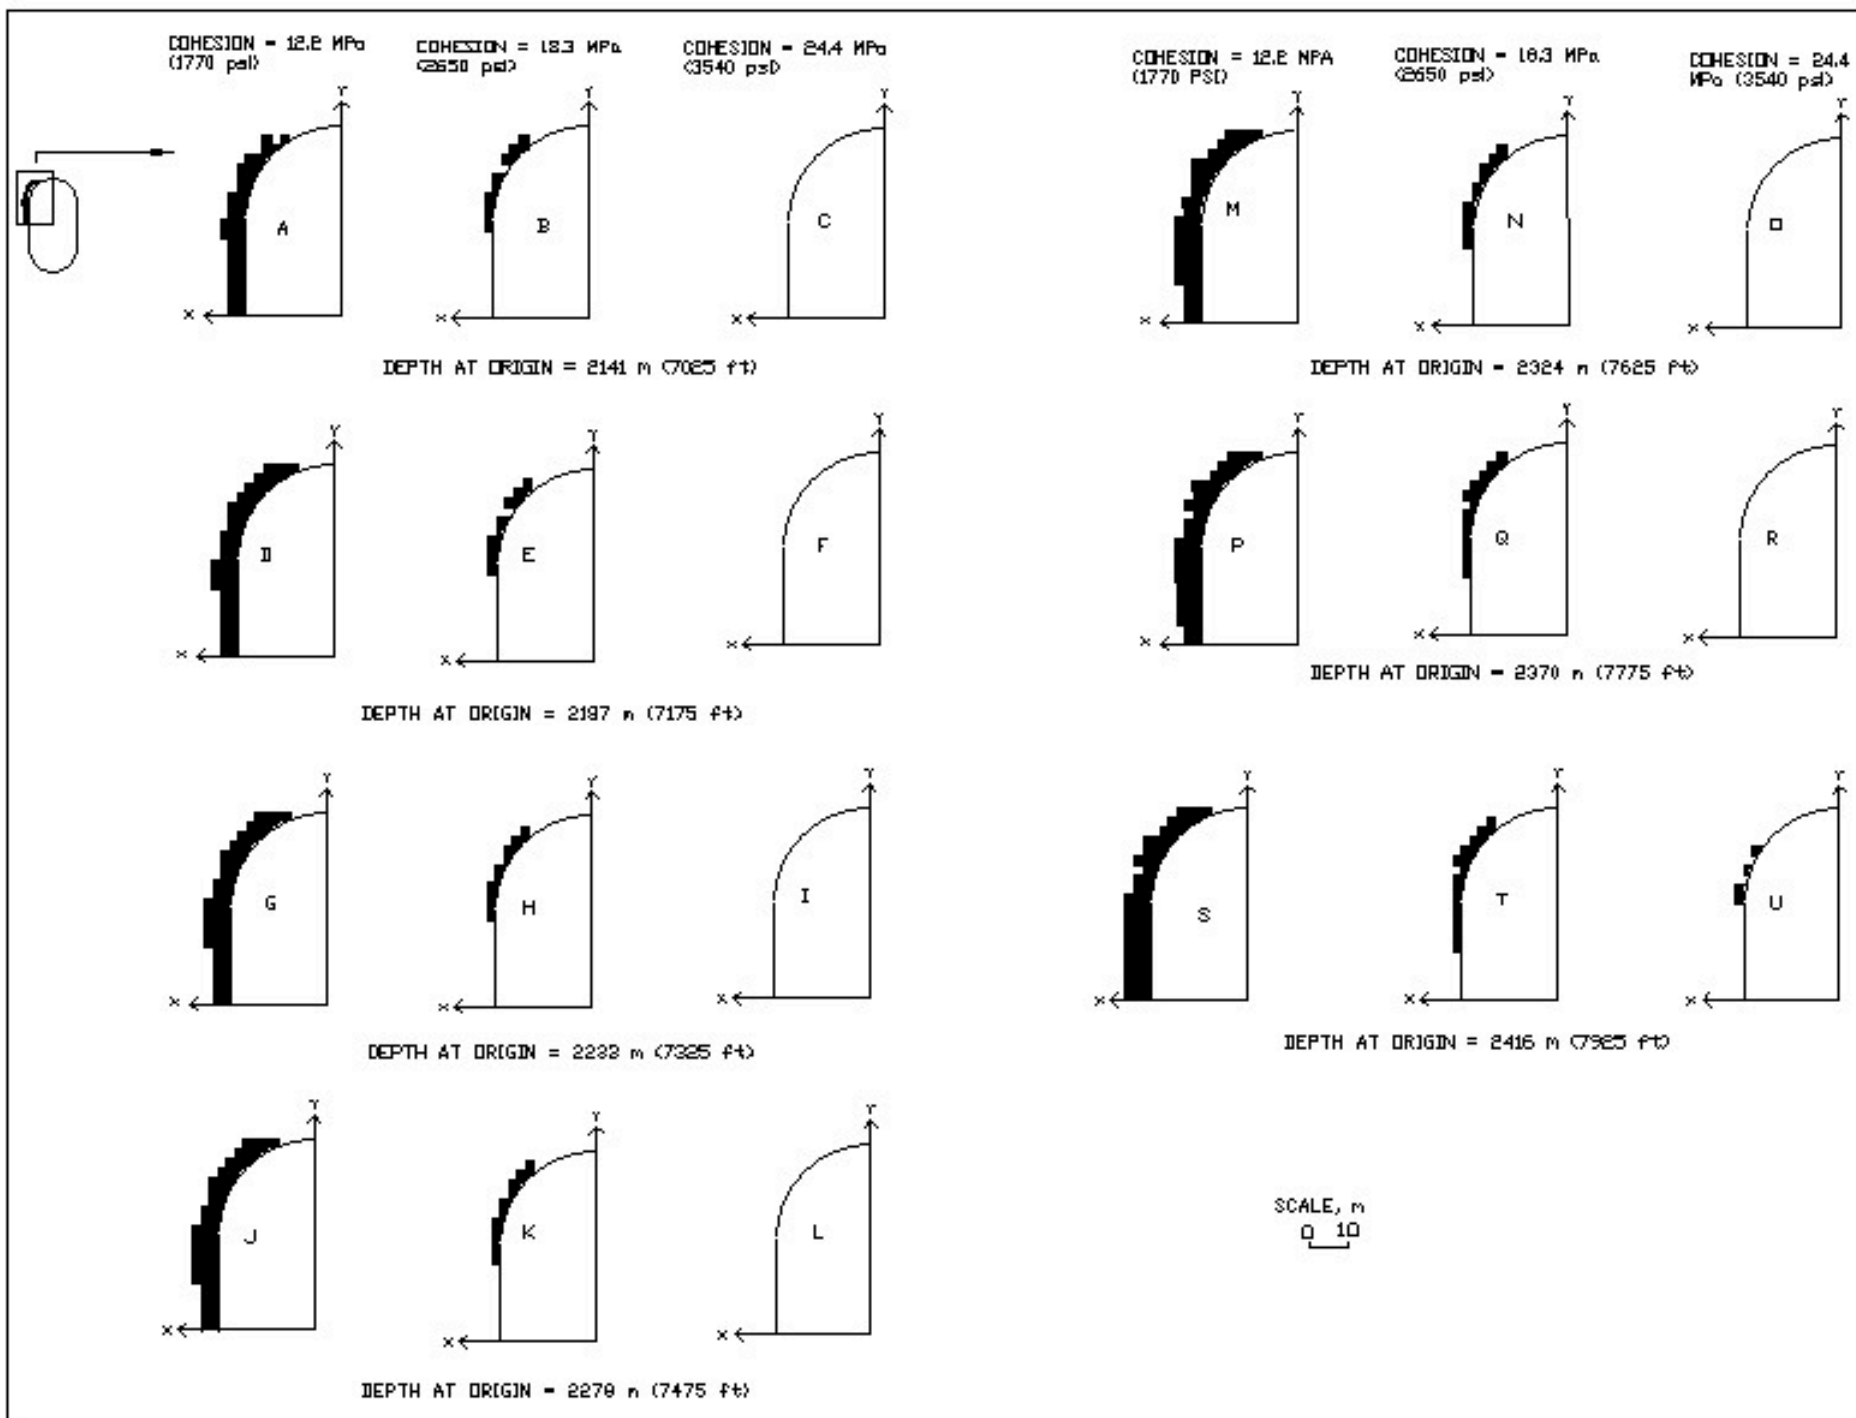 COHESION = 12.2 MPa
(1770 psi)
COHESION = 18.3 MPa
(2650 psi)
COHESION = 24.4 MPa
(3540 psi)
Y
Y
Y
A
B
C
X
X
X
DEPTH AT ORIGIN = 2141 m (7025 ft)
Y
Y
Y
D
E
F
X
X
X
DEPTH AT ORIGIN = 2187 m (7175 ft)
Y
Y
Y
G
H
I
X
X
X
DEPTH AT ORIGIN = 2233 m (7325 ft)
Y
Y
Y
J
K
L
X
X
X
DEPTH AT ORIGIN = 2278 m (7475 ft)
COHESION = 12.2 MPA
(1770 PSI)
COHESION = 18.3 MPa
(2650 psi)
COHESION = 24.4
MPa (3540 psi)
Y
Y
Y
M
N
O
X
X
X
DEPTH AT ORIGIN = 2324 m (7625 ft)
Y
Y
Y
P
Q
R
X
X
X
DEPTH AT ORIGIN = 2370 m (7775 ft)
Y
Y
Y
S
T
U
X
X
X
DEPTH AT ORIGIN = 2416 m (7925 ft)
SCALE, m
0 10